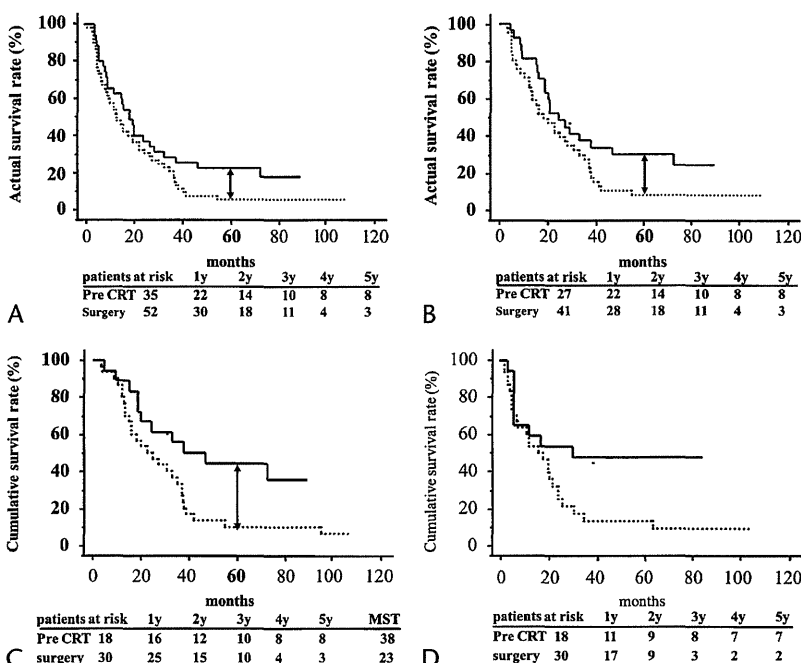 Actual survival rate (%)
100
80
60
40
20
0
0 20 40 60 80 100 120
months
patients at risk 1y 2y 3y 4y 5y
Pre CRT 35 22 14 10 8 8
Surgery 52 30 18 11 4 3
A
Actual survival rate (%)
100
80
60
40
20
0
0 20 40 60 80 100 120
months
patients at risk 1y 2y 3y 4y 5y
Pre CRT 27 22 14 10 8 8
Surgery 41 28 18 11 4 3
B
Cumulative survival rate (%)
100
80
60
40
20
0
0 20 40 60 80 100 120
months
patients at risk 1y 2y 3y 4y 5y MST
Pre CRT 18 16 12 10 8 8 38
surgery 30 25 15 10 4 3 23
C
Cumulative survival rate (%)
100
80
60
40
20
0
0 20 40 60 80 100 120
months
patients at risk 1y 2y 3y 4y 5y
Pre CRT 18 11 9 8 7 7
surgery 30 17 9 3 2 2
D